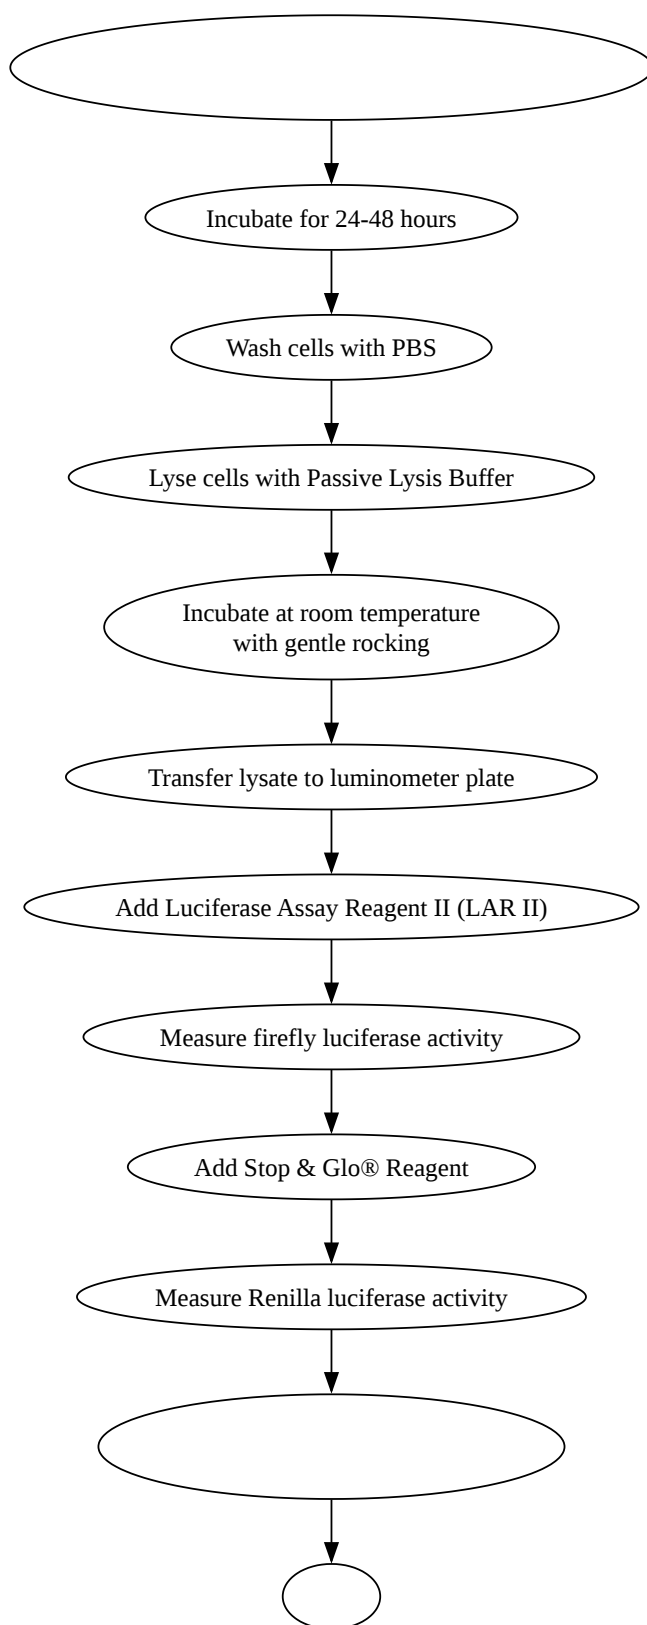 Incubate for 24-48 hours
Wash cells with PBS
Lyse cells with Passive Lysis Buffer
Incubate at room temperature
with gentle rocking
Transfer lysate to luminometer plate
Add Luciferase Assay Reagent II (LAR II)
Measure firefly luciferase activity
Add Stop & Glo® Reagent
Measure Renilla luciferase activity